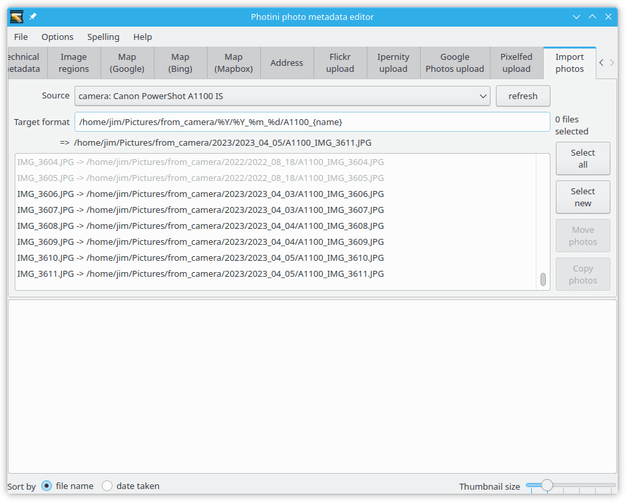 Photini photo metadata editor
File Options Spelling Help
echnical Image Map Map Map Address Flickr Ipernity Google Pixelfed Import
etadata regions (Google) (Bing) (Mapbox) upload upload Photos upload upload photos
Source camera: Canon PowerShot A1100 IS refresh
Target format /home/jim/Pictures/from_camera/%Y/%Y_%m_%d/A1100_{name} 0 files
selected
=> /home/jim/Pictures/from_camera/2023/2023_04_05/A1100_IMG_3611.JPG
IMG_3604.JPG -> /home/jim/Pictures/from_camera/2022/2022_08_18/A1100_IMG_3604.JPG
IMG_3605.JPG -> /home/jim/Pictures/from_camera/2022/2022_08_18/A1100_IMG_3605.JPG
IMG_3606.JPG -> /home/jim/Pictures/from_camera/2023/2023_04_03/A1100_IMG_3606.JPG
IMG_3607.JPG -> /home/jim/Pictures/from_camera/2023/2023_04_03/A1100_IMG_3607.JPG
IMG_3608.JPG -> /home/jim/Pictures/from_camera/2023/2023_04_04/A1100_IMG_3608.JPG
IMG_3609.JPG -> /home/jim/Pictures/from_camera/2023/2023_04_04/A1100_IMG_3609.JPG
IMG_3610.JPG -> /home/jim/Pictures/from_camera/2023/2023_04_05/A1100_IMG_3610.JPG
IMG_3611.JPG -> /home/jim/Pictures/from_camera/2023/2023_04_05/A1100_IMG_3611.JPG
Select
all
Select
new
Move
photos
Copy
photos
Sort by file name date taken Thumbnail size